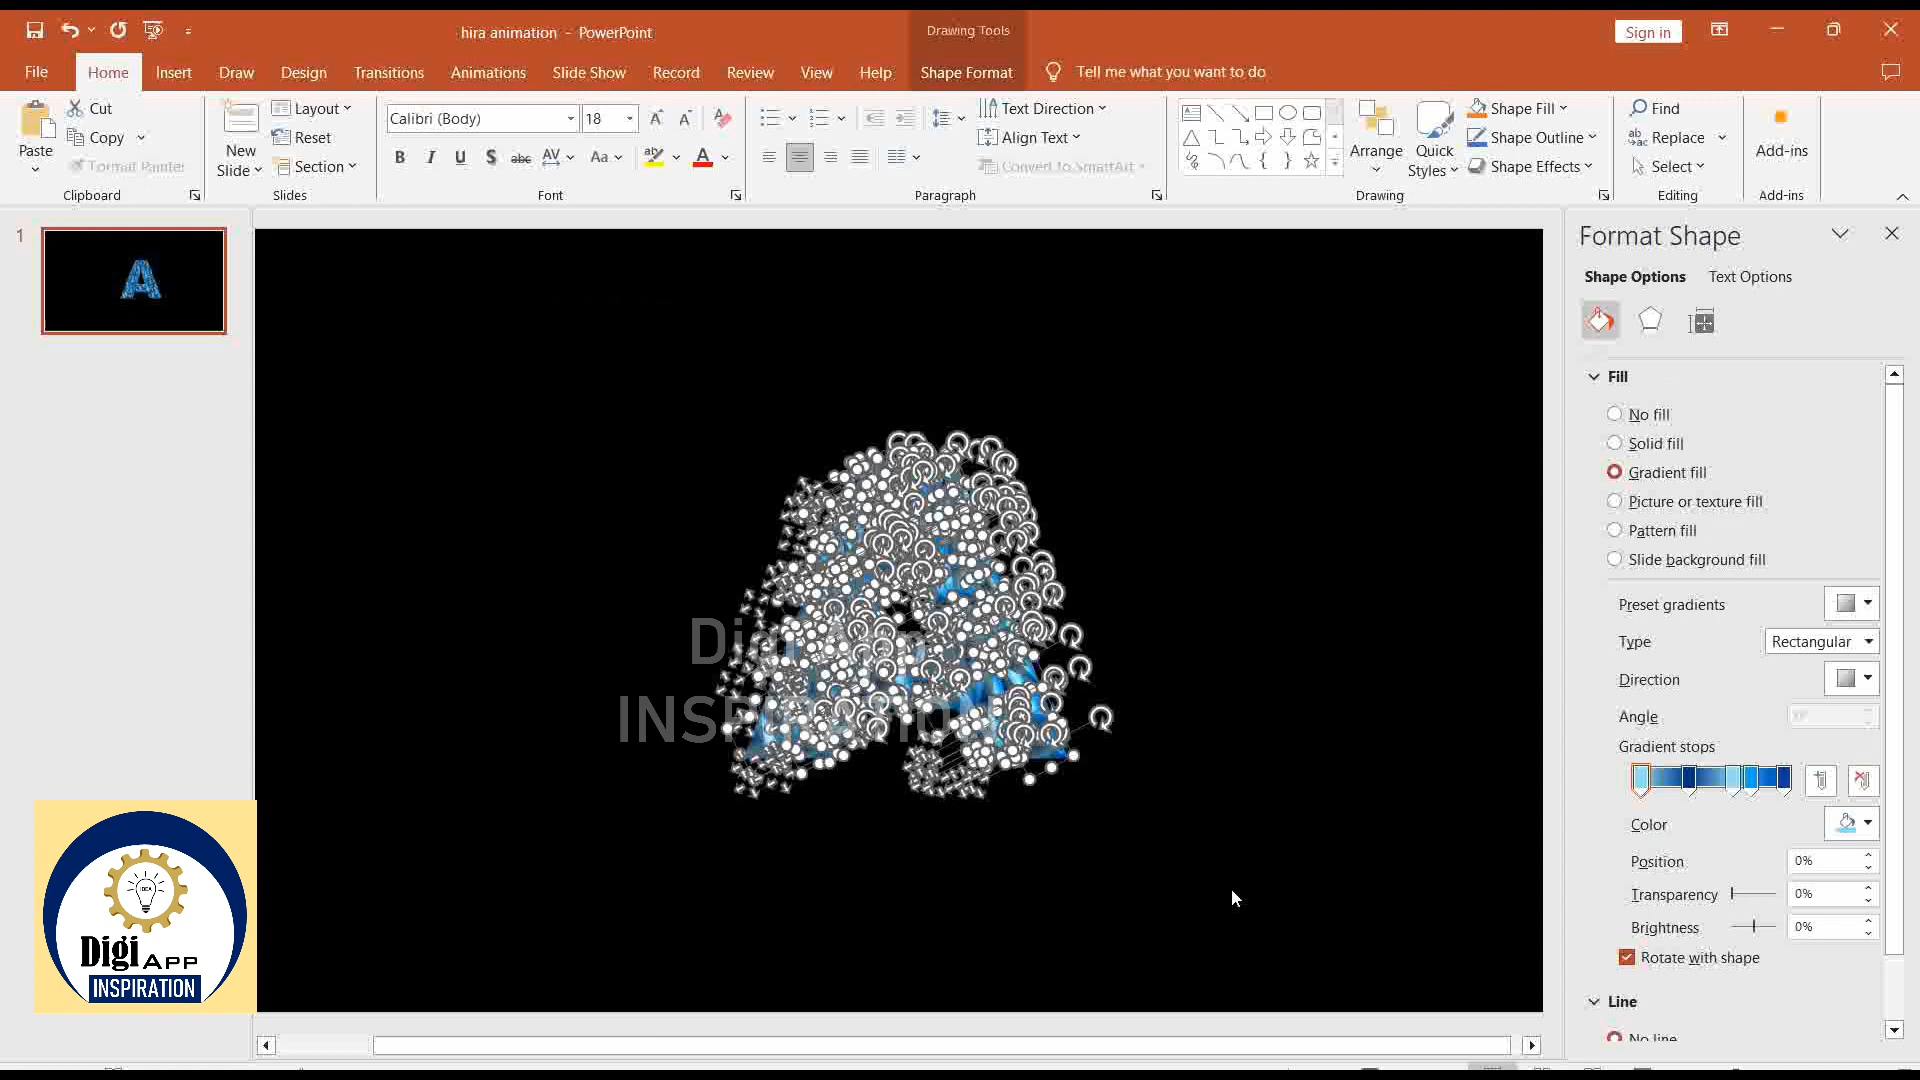 hira animation - PowerPoint
Drawing Tools
Sign in
File
Home
Insert
Draw
Design
Transitions
Animations
Slide Show
Record
Review
View
Help
Shape Format
Tell me what you want to do
Paste
Cut
Copy
Format Painter
Clipboard
New
Slide
Layout
Reset
Section
Slides
Calibri (Body)
18
B I U S abc AV Aa A
Font
Text Direction
Align Text
Convert to SmartArt
Paragraph
Arrange
Quick
Styles
Shape Fill
Shape Outline
Shape Effects
Drawing
Find
Replace
Select
Editing
Add-ins
Add-ins
1
A
Format Shape
Shape Options
Text Options
Fill
No fill
Solid fill
Gradient fill
Picture or texture fill
Pattern fill
Slide background fill
Preset gradients
Type
Rectangular
Direction
Angle
Gradient stops
Color
Position
0%
Transparency
0%
Brightness
0%
Rotate with shape
Line
No line
INSPIRATION
IDEA
Digi APP
INSPIRATION